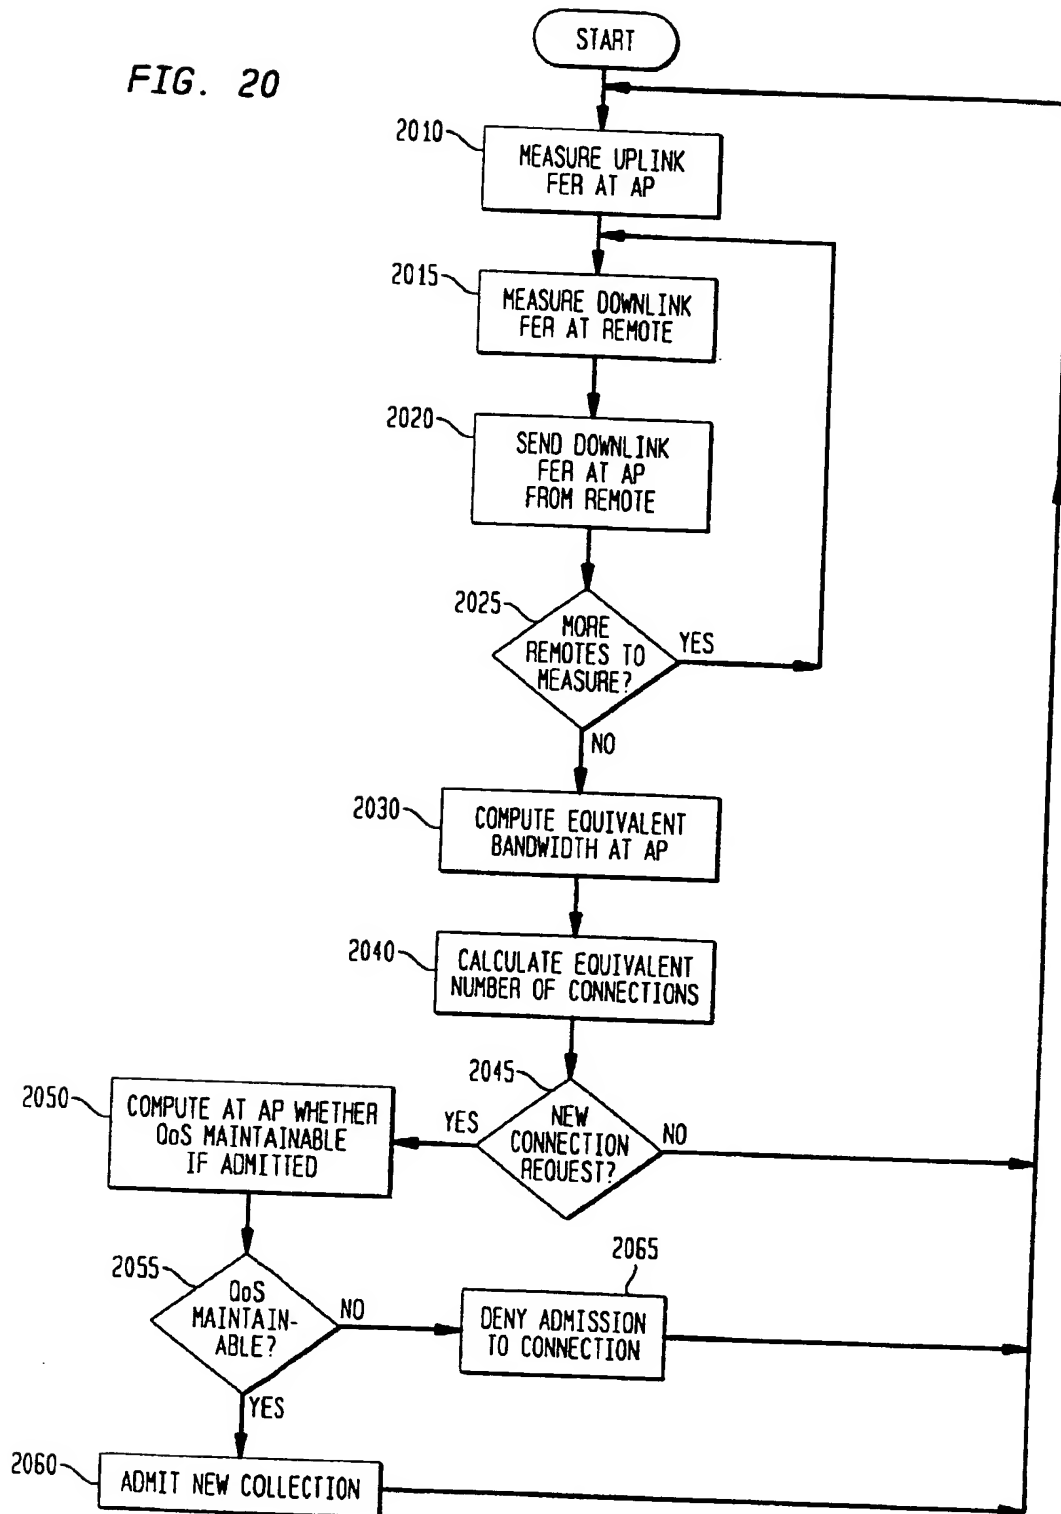 FIG. 20
START
2010
MEASURE UPLINK
FER AT AP
2015
MEASURE DOWNLINK
FER AT REMOTE
2020
SEND DOWNLINK
FER AT AP
FROM REMOTE
2025
MORE
REMOTES TO
MEASURE?
YES
NO
2030
COMPUTE EQUIVALENT
BANDWIDTH AT AP
2040
CALCULATE EQUIVALENT
NUMBER OF CONNECTIONS
2045
NEW
CONNECTION
REQUEST?
YES
NO
2050
COMPUTE AT AP WHETHER
QoS MAINTAINABLE
IF ADMITTED
2055
QoS
MAINTAIN-
ABLE?
NO
YES
2065
DENY ADMISSION
TO CONNECTION
2060
ADMIT NEW COLLECTION